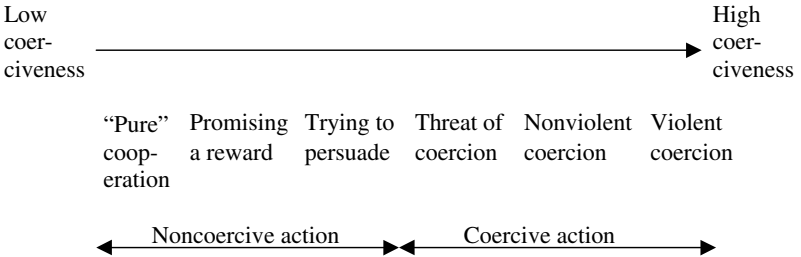 Low
coer-
civeness
High
coer-
civeness
“Pure”
coop-
eration
Promising
a reward
Trying to
persuade
Threat of
coercion
Nonviolent
coercion
Violent
coercion
Noncoercive action
Coercive action